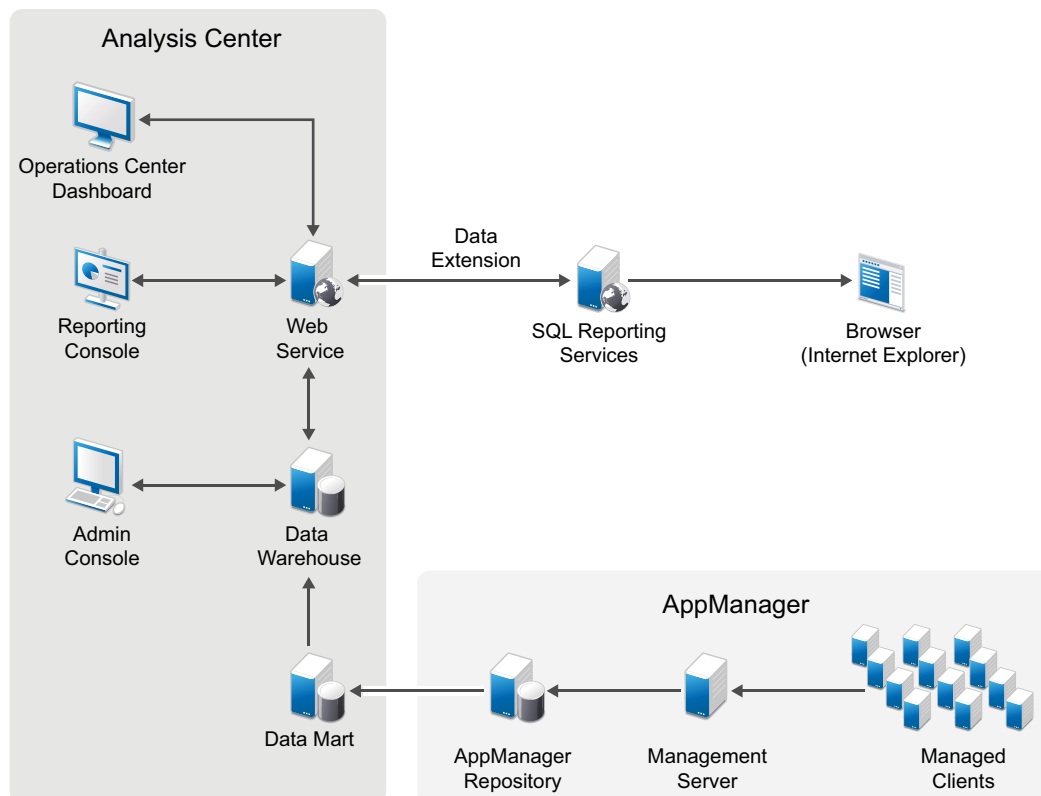 Analysis Center
Operations Center
Dashboard
Data
Extension
Reporting
Console
Web
Service
SQL Reporting
Services
Browser
(Internet Explorer)
Admin
Console
Data
Warehouse
AppManager
Data Mart
AppManager
Repository
Management
Server
Managed
Clients